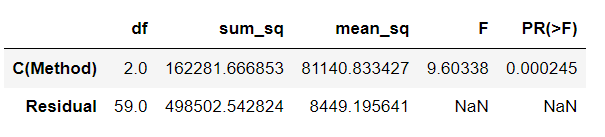 df sum_sq mean_sq F PR(>F)
C(Method) 2.0 162281.666853 81140.833427 9.60338 0.000245
Residual 59.0 498502.542824 8449.195641 NaN NaN